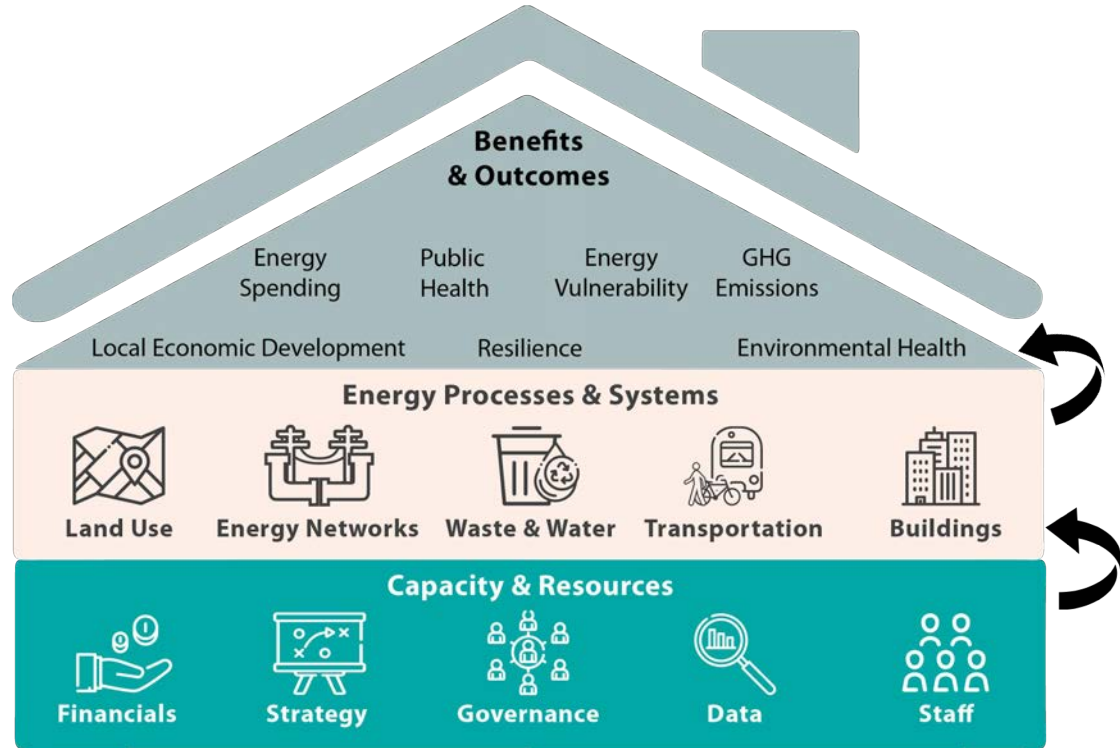 Benefits
& Outcomes
Energy Public Energy GHG
Spending Health Vulnerability Emissions
Local Economic Development Resilience Environmental Health
Energy Processes & Systems
Land Use Energy Networks Waste & Water Transportation Buildings
Capacity & Resources
Financials Strategy Governance Data Staff